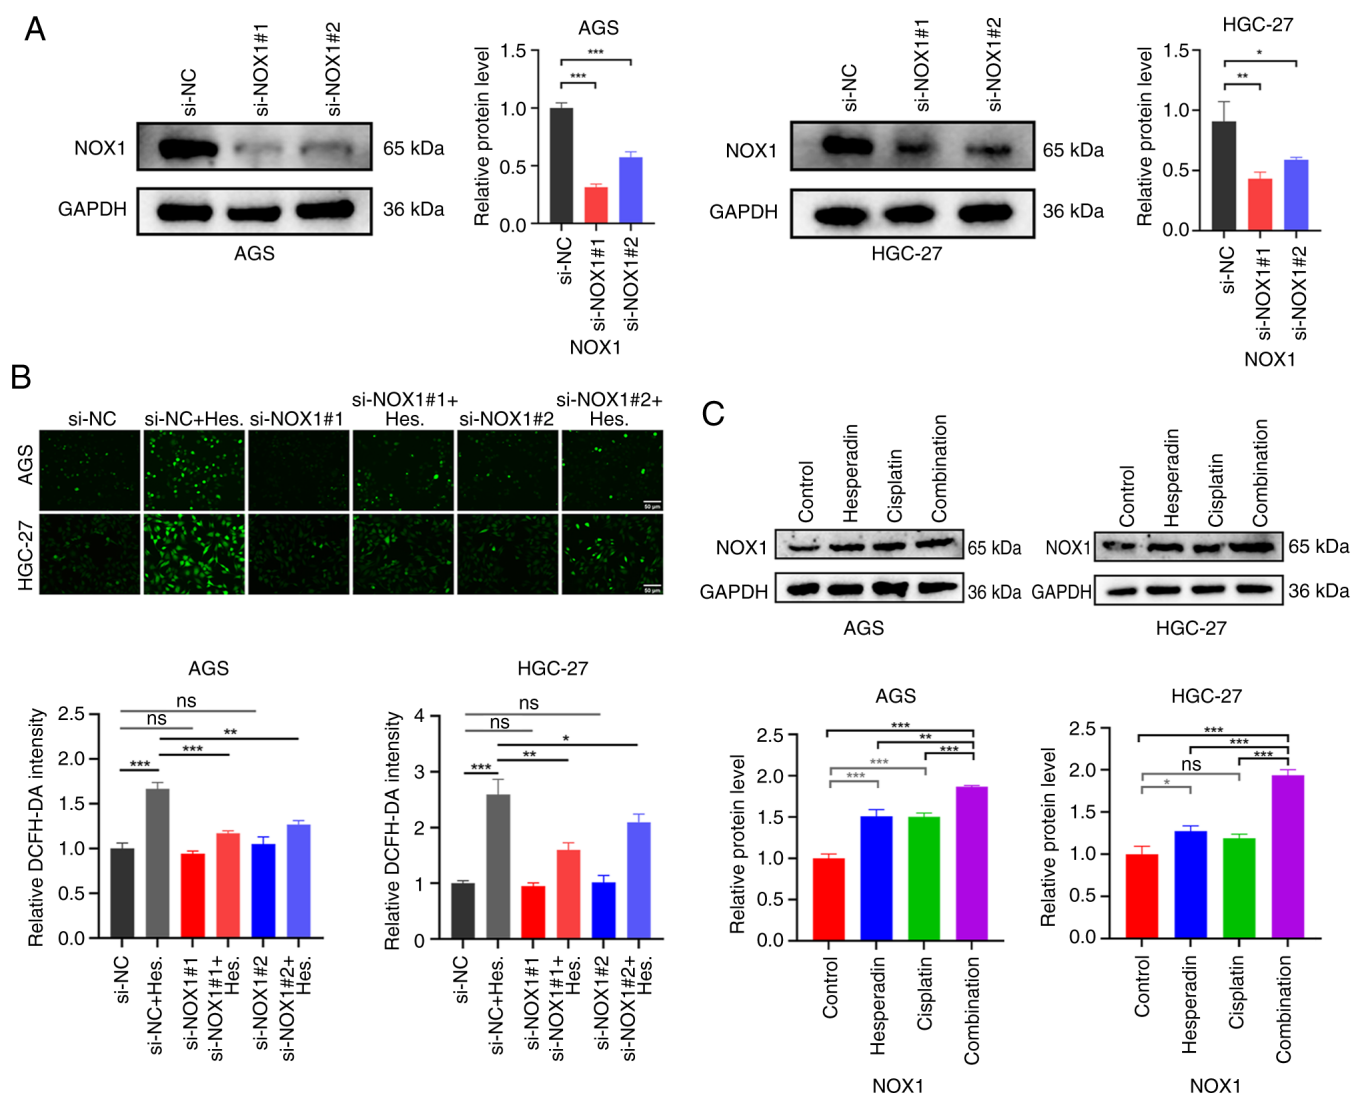 A
si-NC
si-NOX1#1
si-NOX1#2
NOX1
65 kDa
GAPDH
36 kDa
AGS
AGS
Relative protein level
1.5
1.0
0.5
0.0
***
***
si-NC
si-NOX1#1
si-NOX1#2
NOX1
si-NC
si-NOX1#1
si-NOX1#2
NOX1
65 kDa
GAPDH
36 kDa
HGC-27
HGC-27
Relative protein level
1.5
1.0
0.5
0.0
*
**
si-NC
si-NOX1#1
si-NOX1#2
NOX1
B
si-NC
si-NC+Hes.
si-NOX1#1
si-NOX1#1+
Hes.
si-NOX1#2
si-NOX1#2+
Hes.
AGS
50 µm
HGC-27
50 µm
AGS
Relative DCFH-DA intensity
2.5
2.0
1.5
1.0
0.5
0.0
ns
ns
**
***
***
si-NC
si-NC+Hes.
si-NOX1#1
si-NOX1#1+
Hes.
si-NOX1#2
si-NOX1#2+
Hes.
HGC-27
Relative DCFH-DA intensity
4
3
2
1
0
ns
ns
*
**
***
si-NC
si-NC+Hes.
si-NOX1#1
si-NOX1#1+
Hes.
si-NOX1#2
si-NOX1#2+
Hes.
C
Control
Hesperadin
Cisplatin
Combination
NOX1
65 kDa
GAPDH
36 kDa
AGS
Control
Hesperadin
Cisplatin
Combination
NOX1
65 kDa
GAPDH
36 kDa
HGC-27
AGS
Relative protein level
2.5
2.0
1.5
1.0
0.5
0.0
***
**
***
***
***
Control
Hesperadin
Cisplatin
Combination
NOX1
HGC-27
Relative protein level
2.5
2.0
1.5
1.0
0.5
0.0
***
***
***
ns
*
Control
Hesperadin
Cisplatin
Combination
NOX1